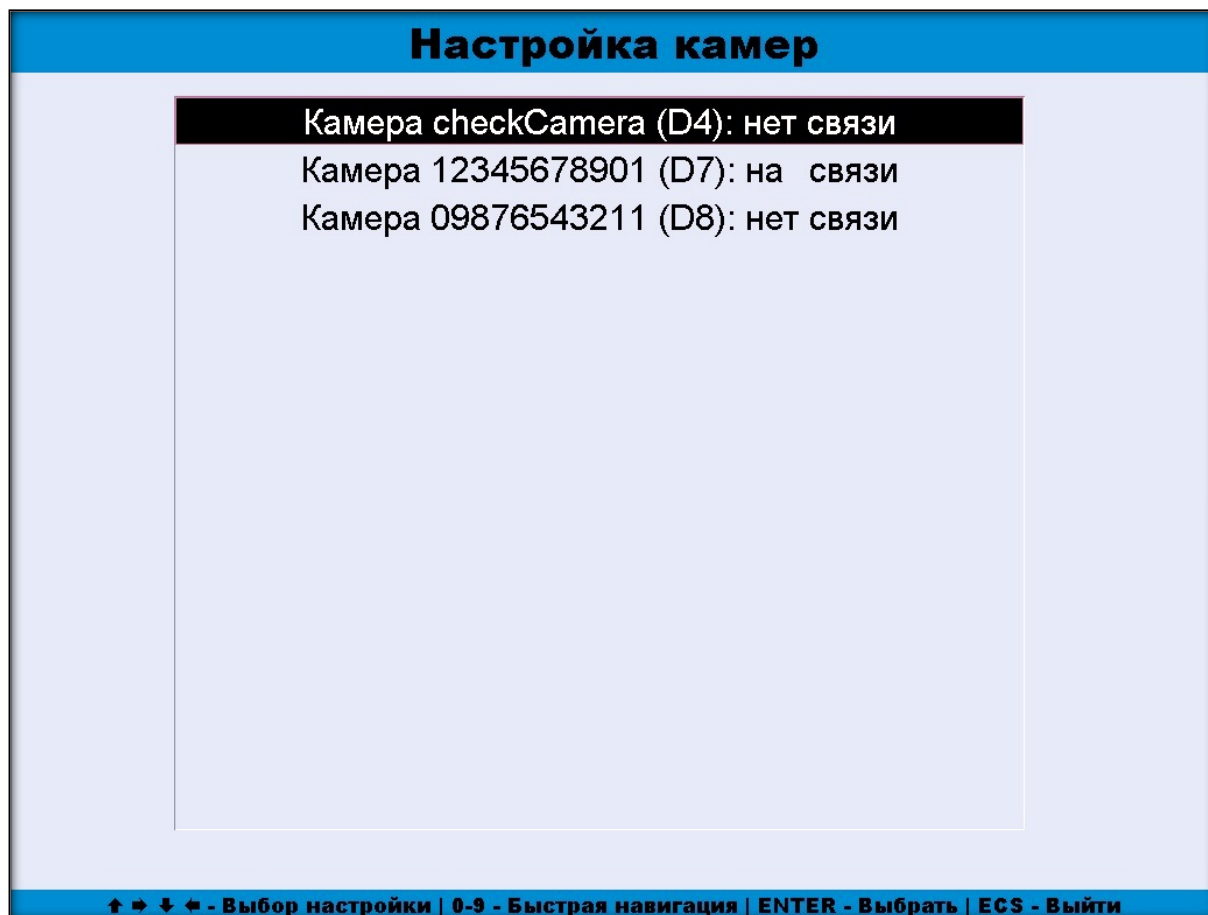 Настройка камер
Камера checkCamera (D4): нет связи
Камера 12345678901 (D7): на связи
Камера 09876543211 (D8): нет связи
↑ → ↓ ← - Выбор настройки | 0-9 - Быстрая навигация | ENTER - Выбрать | ECS - Выйти